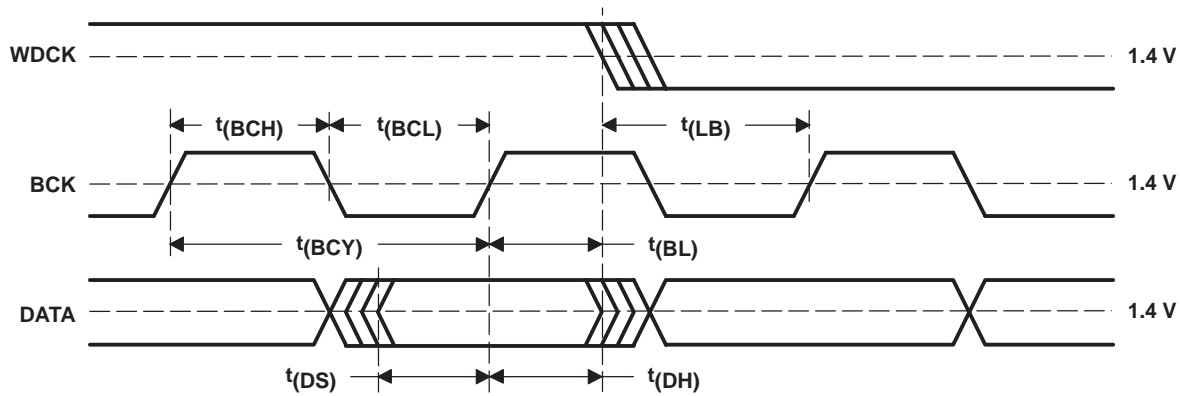 WDCK
1.4 V
t(BCH)
t(BCL)
t(LB)
BCK
1.4 V
t(BCY)
t(BL)
DATA
1.4 V
t(DS)
t(DH)